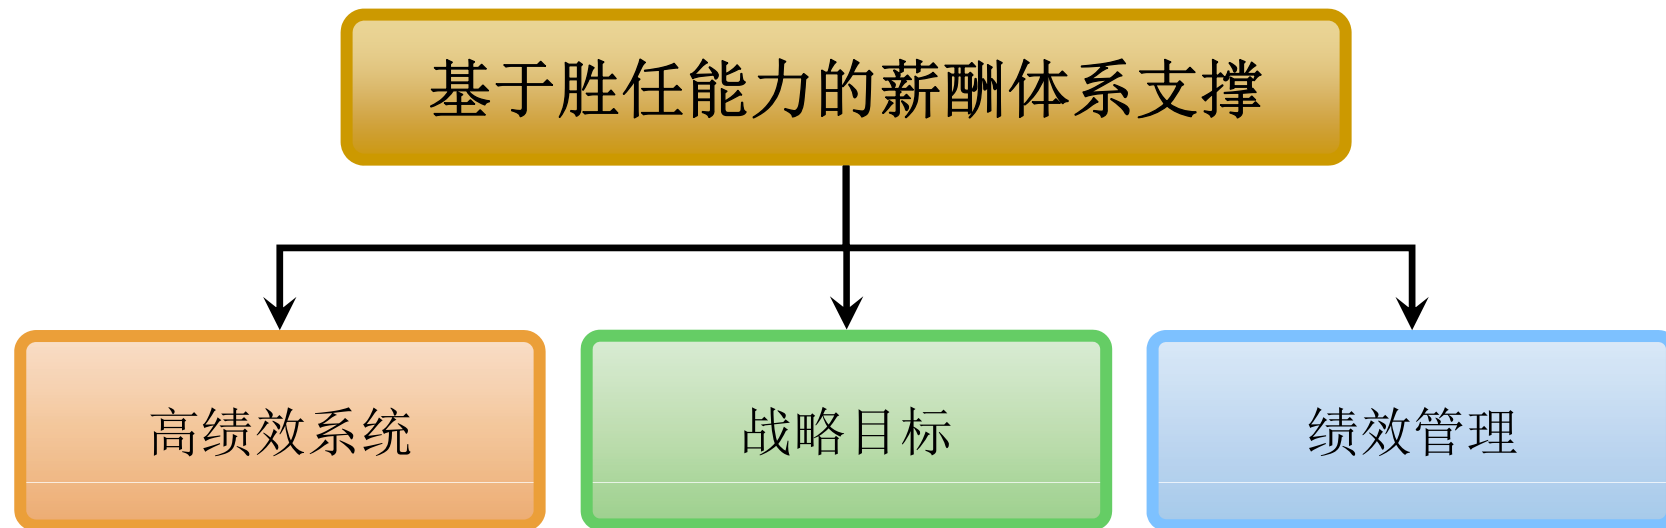 基于胜任能力的薪酬体系支撑
高绩效系统
战略目标
绩效管理